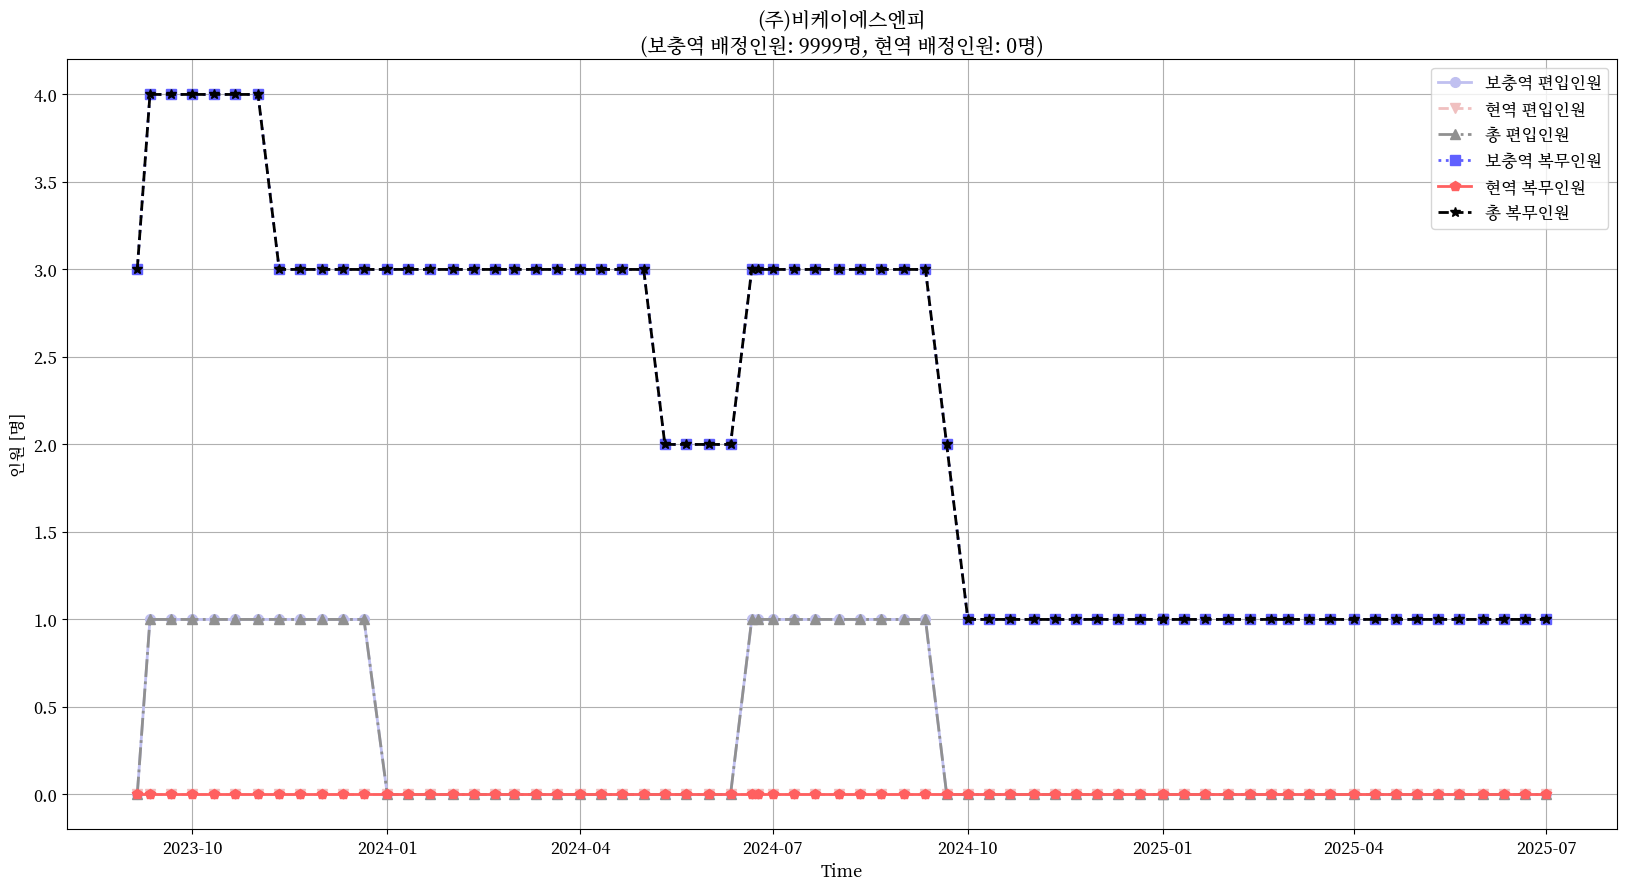 (주)비케이에스엔피
(보충역 배정인원: 9999명, 현역 배정인원: 0명)
보충역 편입인원
현역 편입인원
총 편입인원
보충역 복무인원
현역 복무인원
총 복무인원
인원 [명]
4.0
3.5
3.0
2.5
2.0
1.5
1.0
0.5
0.0
2023-10
2024-01
2024-04
2024-07
2024-10
2025-01
2025-04
2025-07
Time